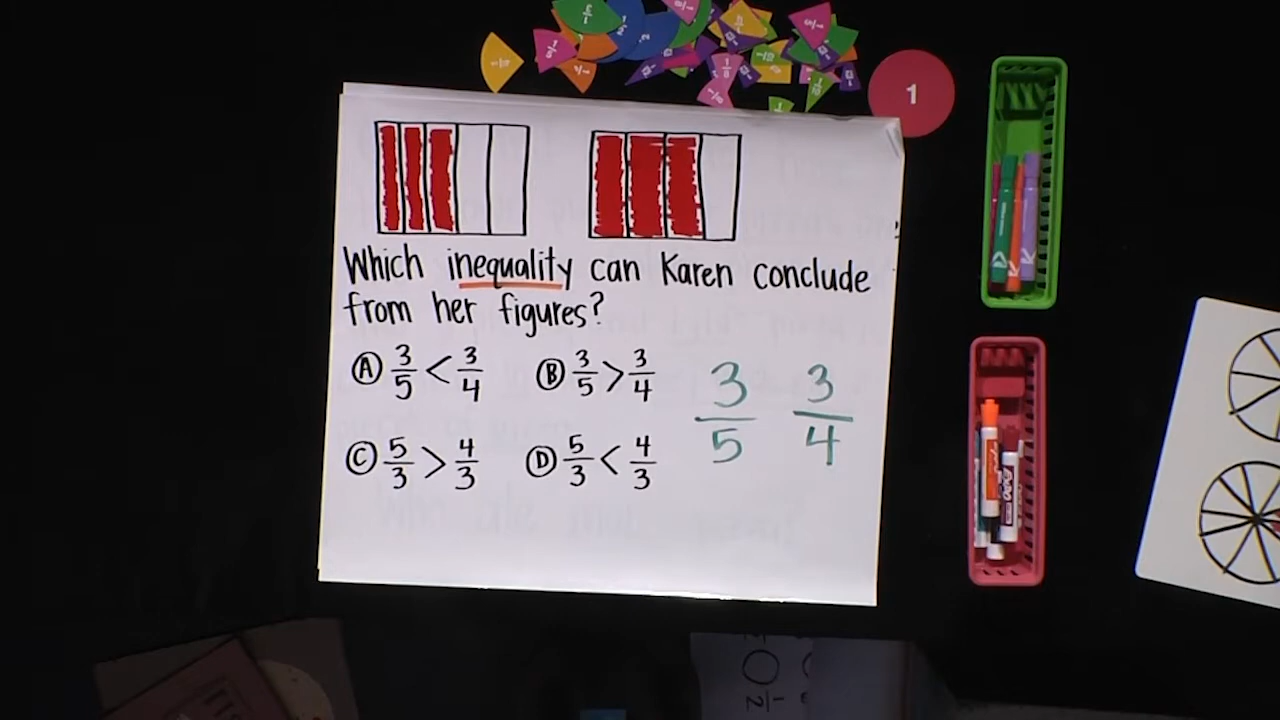 1
Which inequality can Karen conclude
from her figures?
Ⓐ 3/5 < 3/4 Ⓑ 3/5 > 3/4
Ⓒ 5/3 > 4/3 Ⓓ 5/3 < 4/3
3/5 3/4